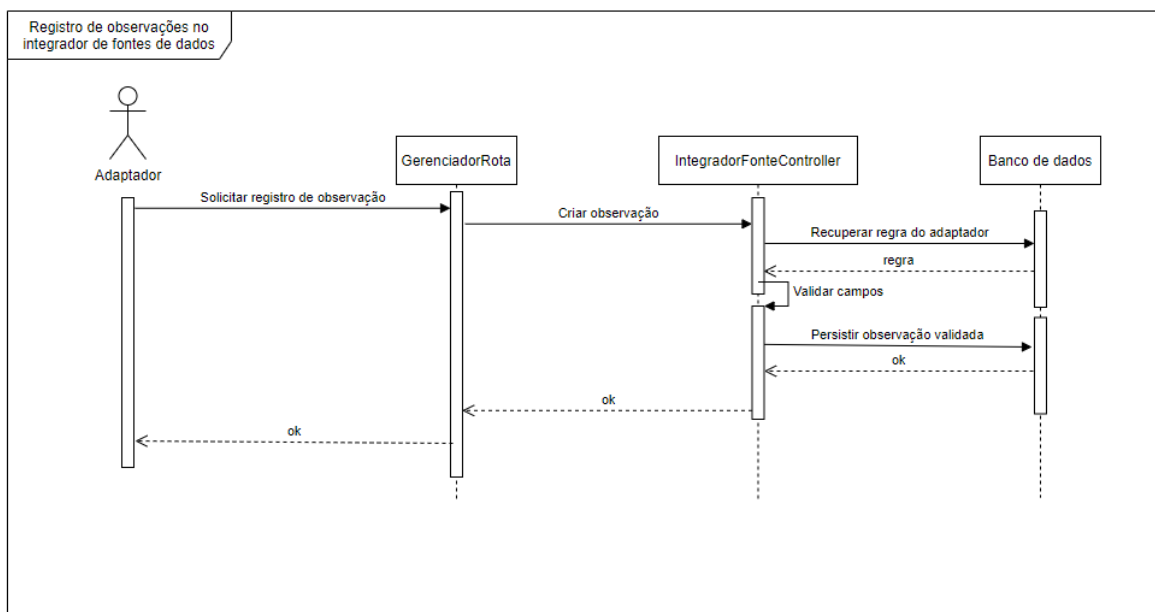 Registro de observações no
integrador de fontes de dados
Adaptador
GerenciadorRota
IntegradorFonteController
Banco de dados
Solicitar registro de observação
Criar observação
Recuperar regra do adaptador
regra
Validar campos
Persistir observação validada
ok
ok
ok